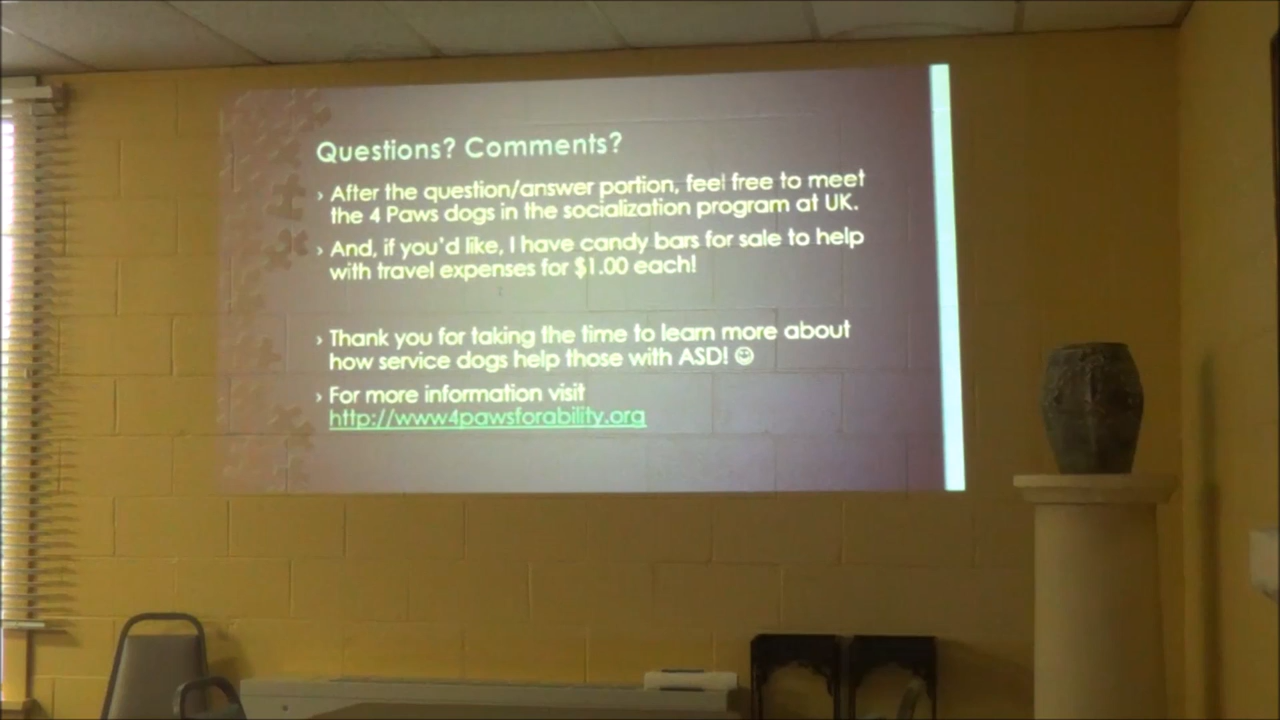 Questions? Comments?
› After the question/answer portion, feel free to meet
the 4 Paws dogs in the socialization program at UK.
› And, if you'd like, I have candy bars for sale to help
with travel expenses for $1.00 each!
› Thank you for taking the time to learn more about
how service dogs help those with ASD! ☺
› For more information visit
http://www4pawsforability.org